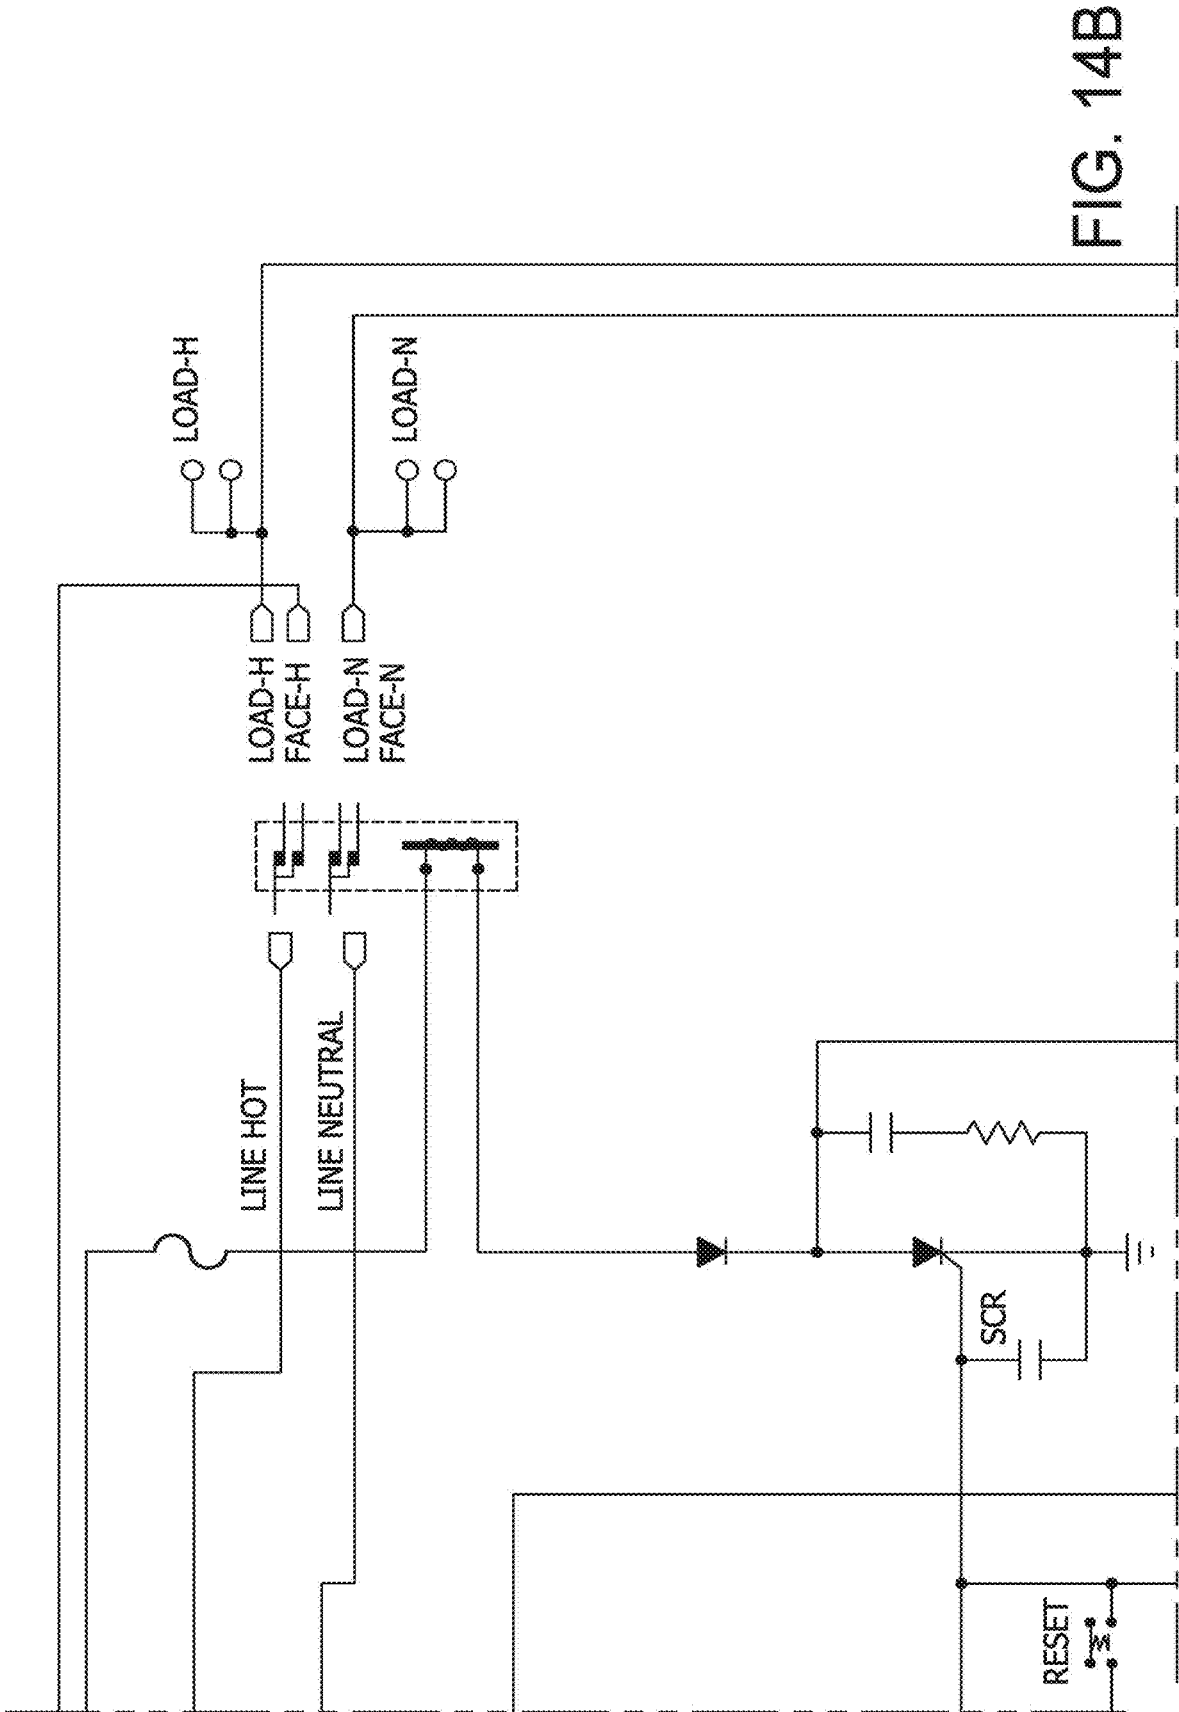 FIG. 14B
LOAD-H
LOAD-N
LOAD-H
FACE-H
LOAD-N
FACE-N
LINE HOT
LINE NEUTRAL
SCR
RESET